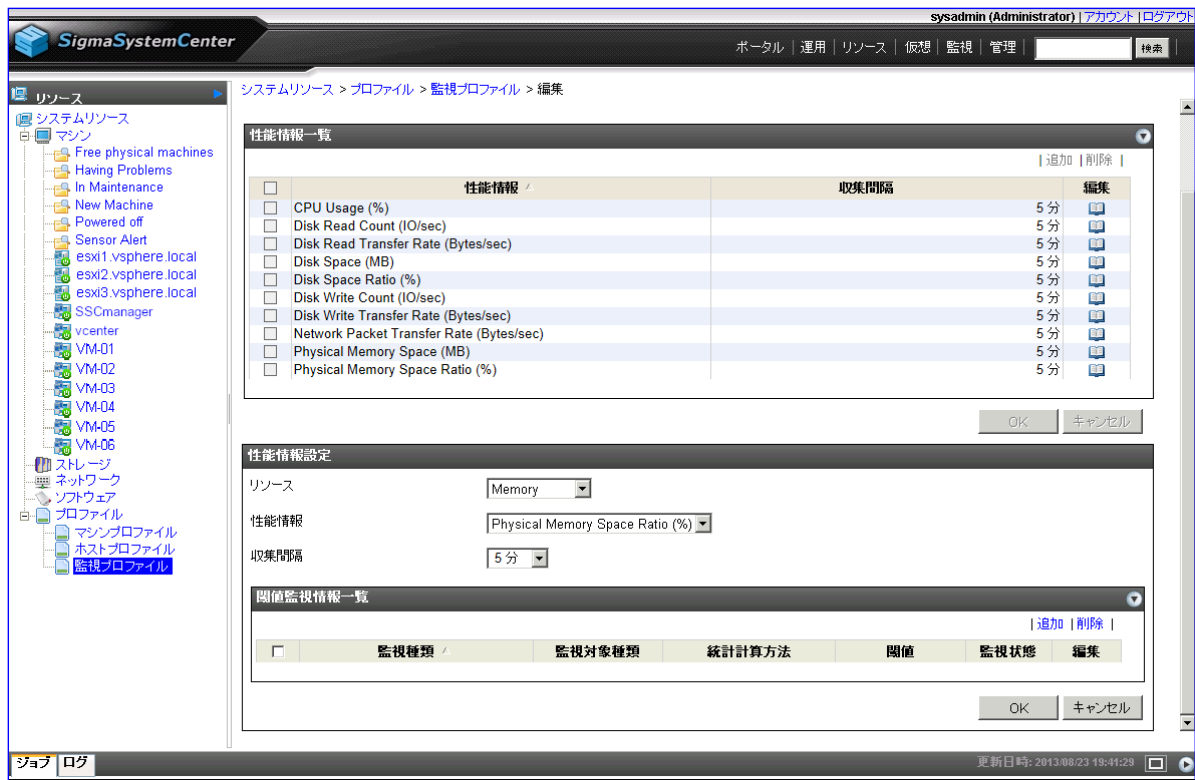 sysadmin (Administrator) | アカウント | ログアウト
SigmaSystemCenter
ポータル | 運用 | リソース | 仮想 | 監視 | 管理 | 検索
リソース
システムリソース
マシン
Free physical machines
Having Problems
In Maintenance
New Machine
Powered off
Sensor Alert
esxi1.vsphere.local
esxi2.vsphere.local
esxi3.vsphere.local
SSCmanager
vcenter
VM-01
VM-02
VM-03
VM-04
VM-05
VM-06
ストレージ
ネットワーク
ソフトウェア
プロファイル
マシンプロファイル
ホストプロファイル
監視プロファイル
システムリソース > プロファイル > 監視プロファイル > 編集
性能情報一覧
| 追加 | 削除 |
性能情報 収集間隔 編集
CPU Usage (%) 5 分
Disk Read Count (IO/sec) 5 分
Disk Read Transfer Rate (Bytes/sec) 5 分
Disk Space (MB) 5 分
Disk Space Ratio (%) 5 分
Disk Write Count (IO/sec) 5 分
Disk Write Transfer Rate (Bytes/sec) 5 分
Network Packet Transfer Rate (Bytes/sec) 5 分
Physical Memory Space (MB) 5 分
Physical Memory Space Ratio (%) 5 分
OK キャンセル
性能情報設定
リソース Memory
性能情報 Physical Memory Space Ratio (%)
収集間隔 5 分
閾値監視情報一覧
| 追加 | 削除 |
監視種類 監視対象種類 統計計算方法 閾値 監視状態 編集
OK キャンセル
ジョブ ログ
更新日時: 2013/08/23 19:41:29